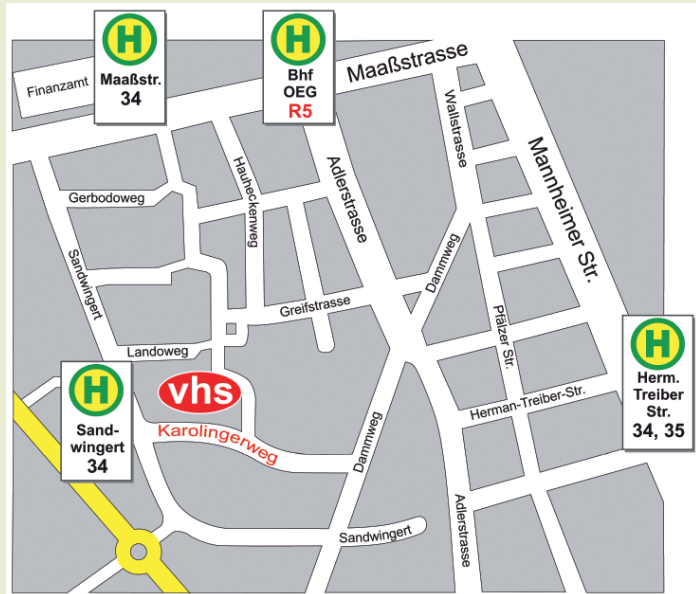 H
Maaßstr.
34
H
Bhf
OEG
R5
Finanzamt
Maaßstrasse
Wallstrasse
Mannheimer Str.
Hauheckenweg
Adlerstrasse
Gerbodoweg
Sandwingert
Dammweg
Greifstrasse
Pfälzer Str.
Landoweg
H
Herm.
Treiber
Str.
34, 35
H
Sand-
wingert
34
vhs
Karolingerweg
Herman-Treiber-Str.
Dammweg
Adlerstrasse
Sandwingert